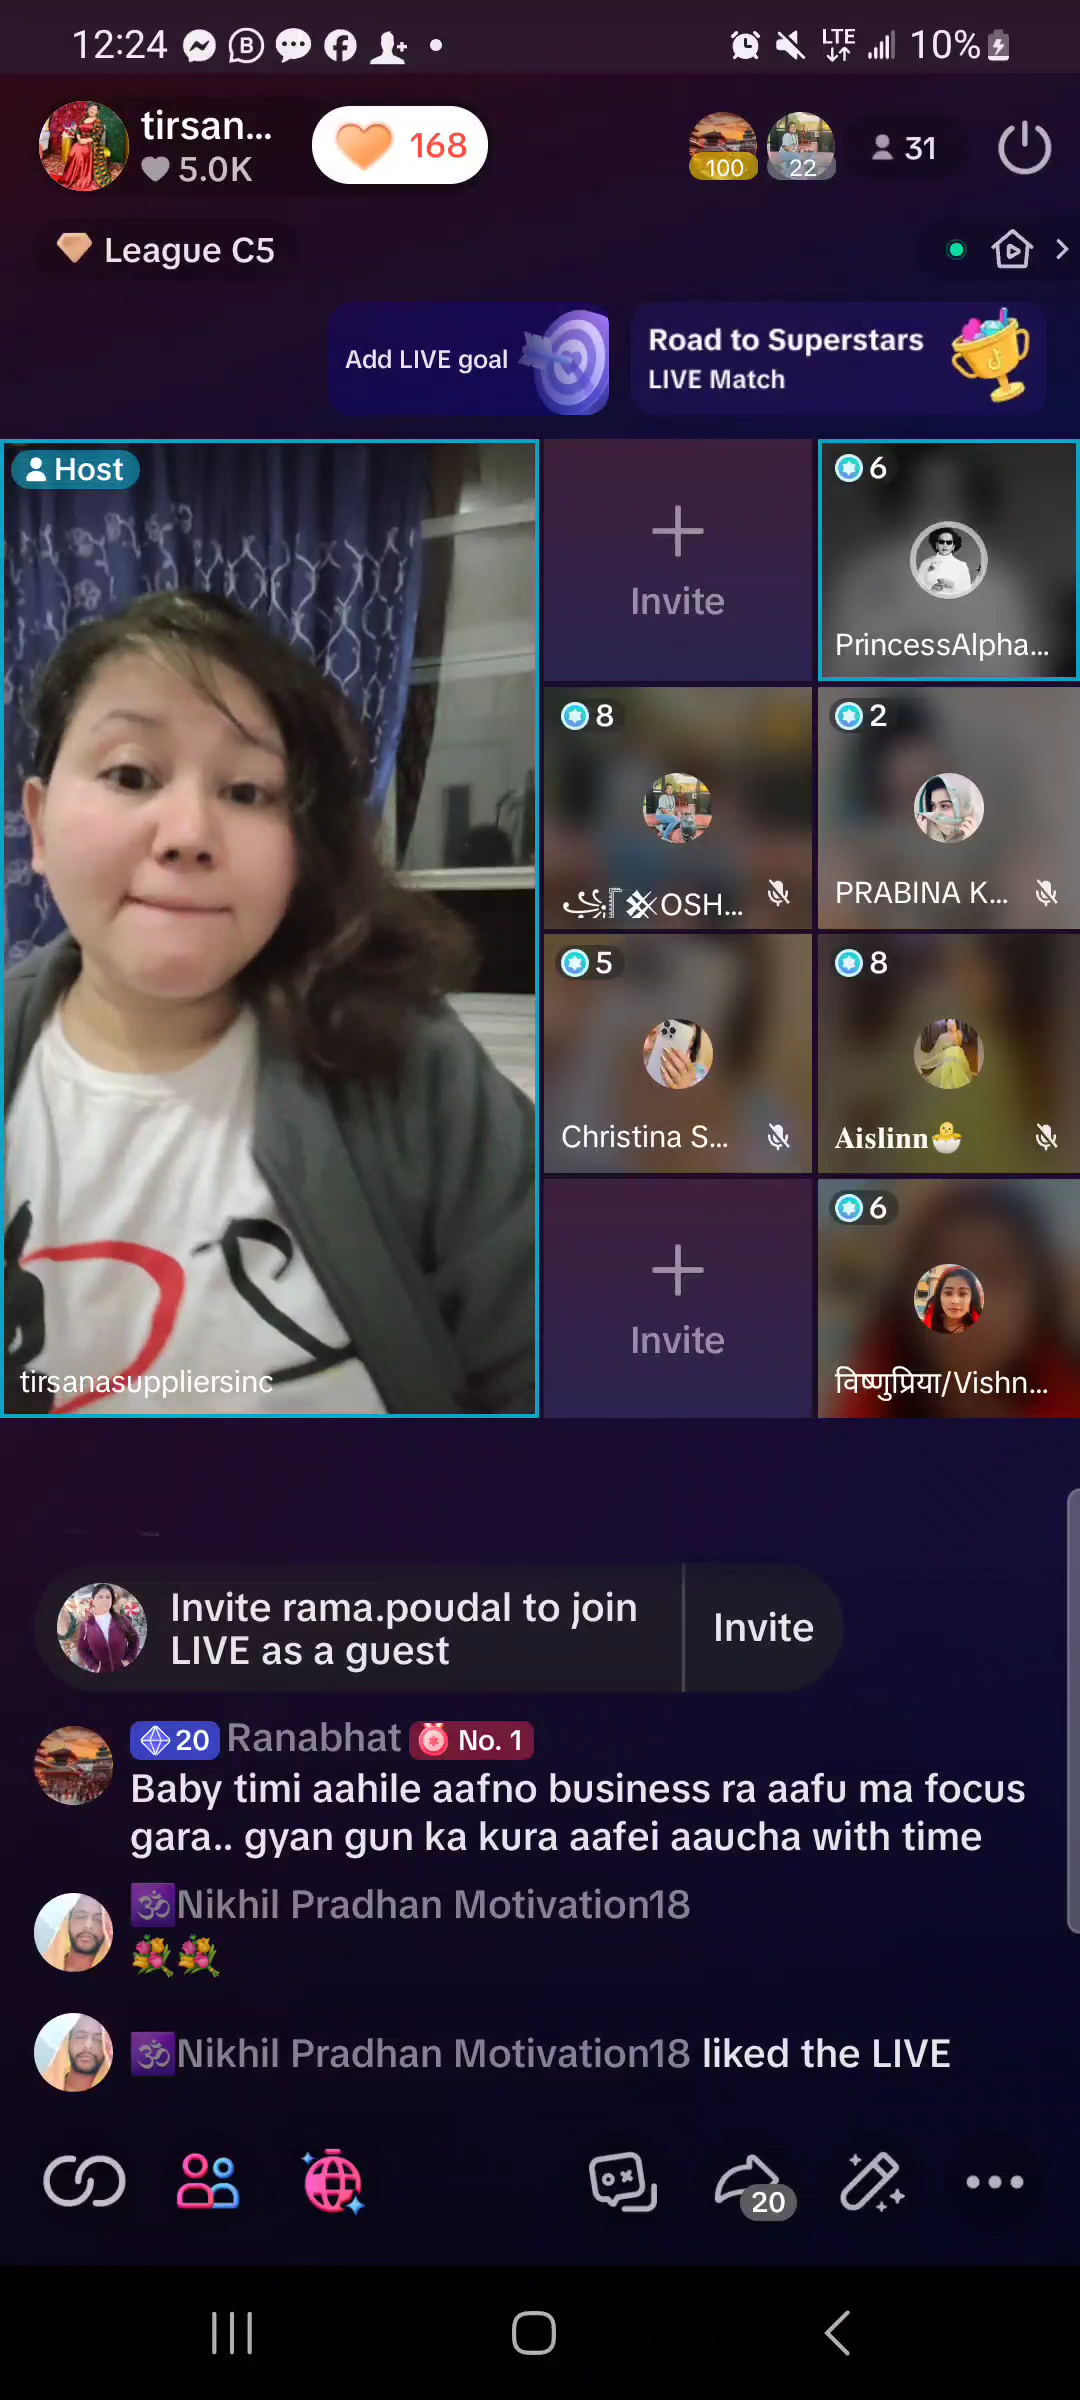 12:24
LTE
10%
tirsan...
5.0K
168
100
22
31
League C5
Add LIVE goal
Road to Superstars
LIVE Match
Host
Invite
6
PrincessAlpha...
8
OSH...
2
PRABINA K...
5
Christina S...
8
Aislinn🐣
Invite
6
विष्णुप्रिया/Vishn...
tirsanasuppliersinc
Invite rama.poudal to join
LIVE as a guest
Invite
20 Ranabhat No. 1
Baby timi aahile aafno business ra aafu ma focus
gara.. gyan gun ka kura aafei aaucha with time
🕉Nikhil Pradhan Motivation18
💐💐
🕉Nikhil Pradhan Motivation18 liked the LIVE
20